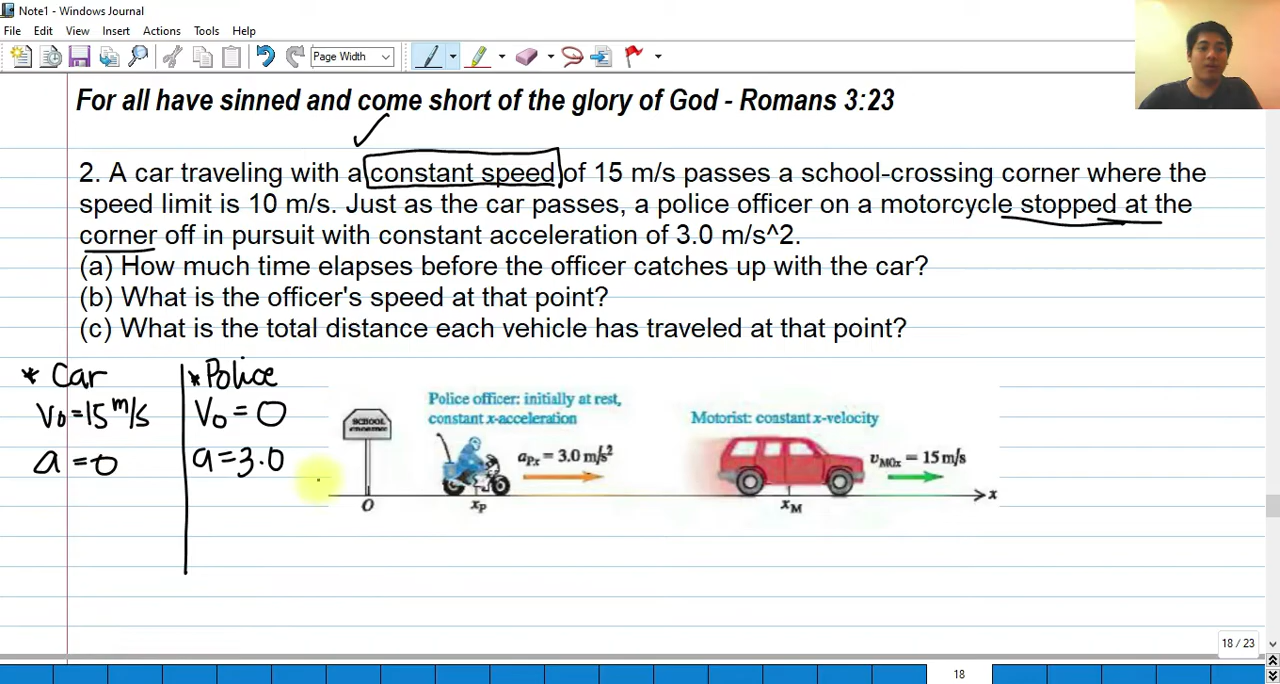 Note1 - Windows Journal
File Edit View Insert Actions Tools Help
Page Width
For all have sinned and come short of the glory of God - Romans 3:23
2. A car traveling with a constant speed of 15 m/s passes a school-crossing corner where the
speed limit is 10 m/s. Just as the car passes, a police officer on a motorcycle stopped at the
corner off in pursuit with constant acceleration of 3.0 m/s^2.
(a) How much time elapses before the officer catches up with the car?
(b) What is the officer's speed at that point?
(c) What is the total distance each vehicle has traveled at that point?
* Car
V₀=15 m/s
a=0
*Police
V₀=0
a=3.0
Police officer: initially at rest,
constant x-acceleration
Motorist: constant x-velocity
SCHOOL
aPx = 3.0 m/s²
vM0x = 15 m/s
O xP xM x
18 / 23
18